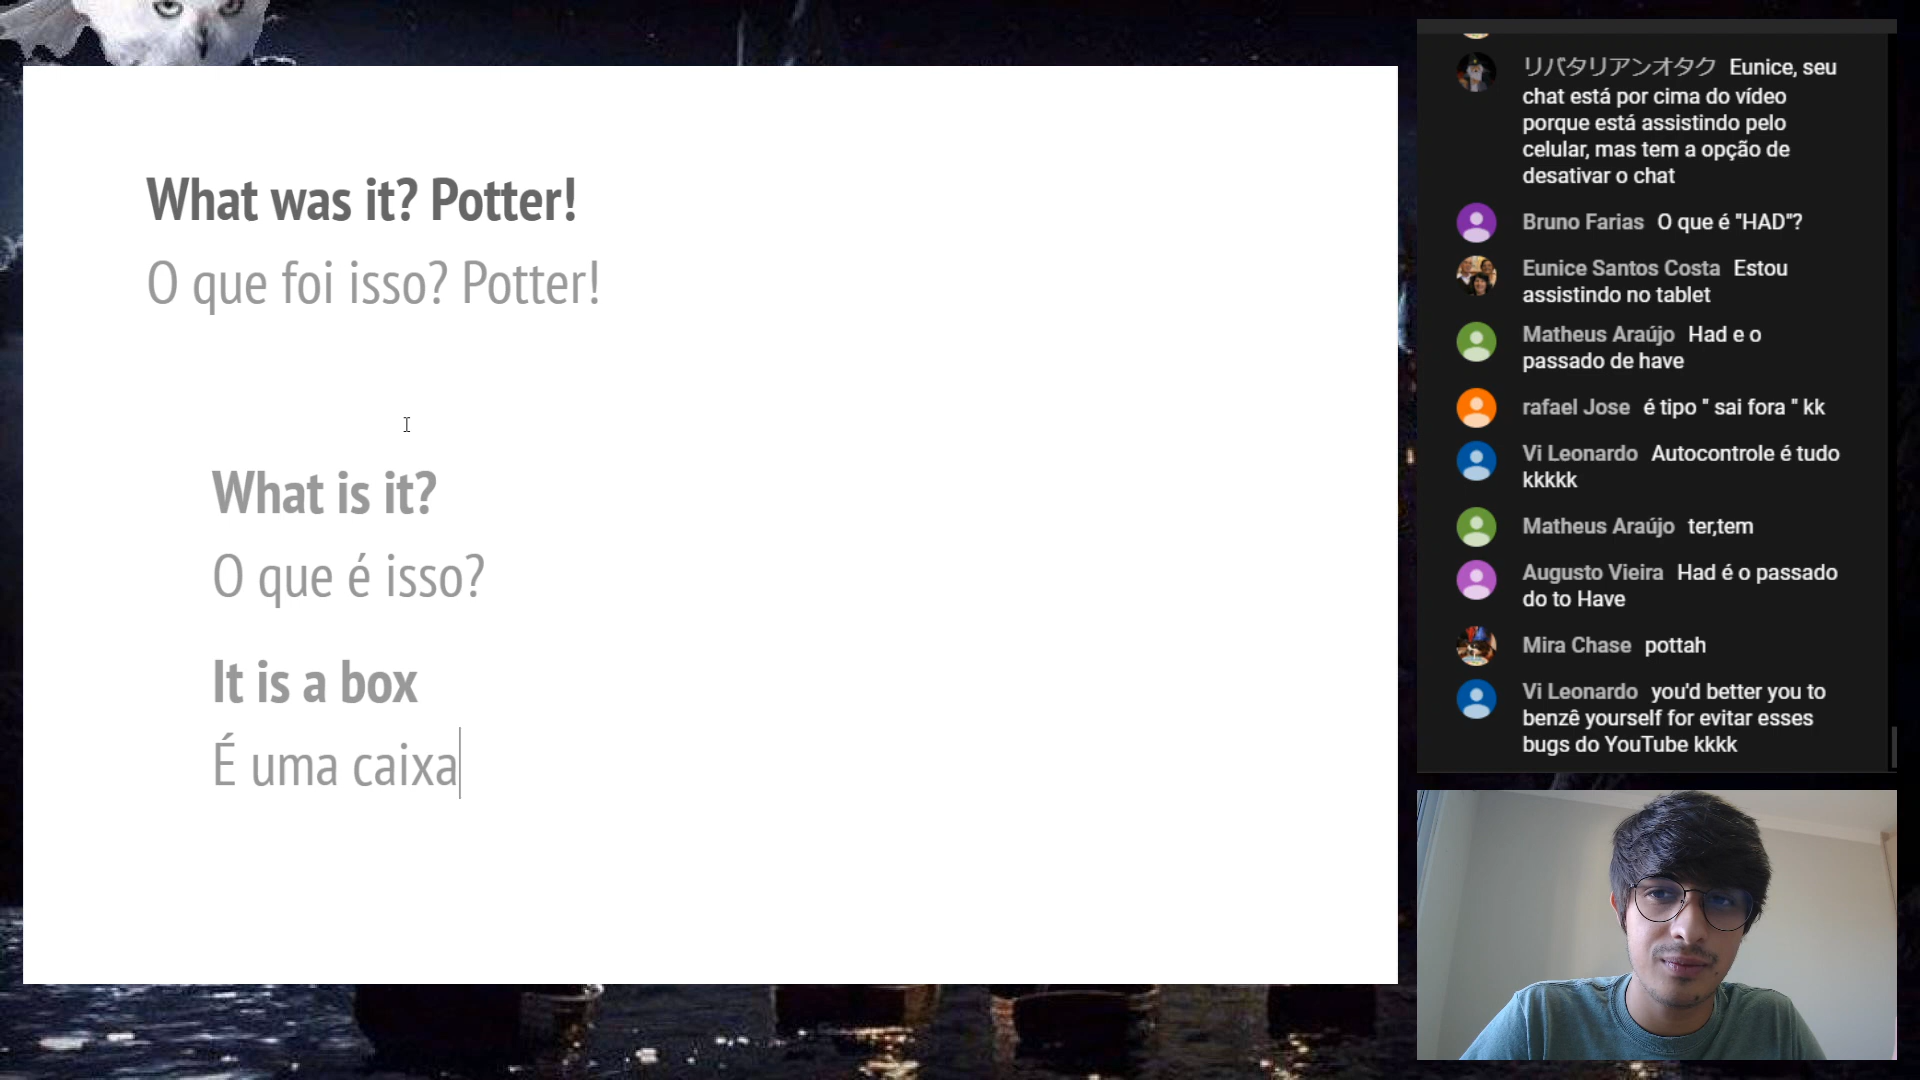 What was it? Potter!
O que foi isso? Potter!
What is it?
O que é isso?
It is a box
É uma caixa
リバタリアンオタク Eunice, seu
chat está por cima do vídeo
porque está assistindo pelo
celular, mas tem a opção de
desativar o chat
Bruno Farias O que é "HAD"?
Eunice Santos Costa Estou
assistindo no tablet
Matheus Araújo Had e o
passado de have
rafael Jose é tipo " sai fora " kk
Vi Leonardo Autocontrole é tudo
kkkkk
Matheus Araújo ter,tem
Augusto Vieira Had é o passado
do to Have
Mira Chase pottah
Vi Leonardo you'd better you to
benzê yourself for evitar esses
bugs do YouTube kkkk